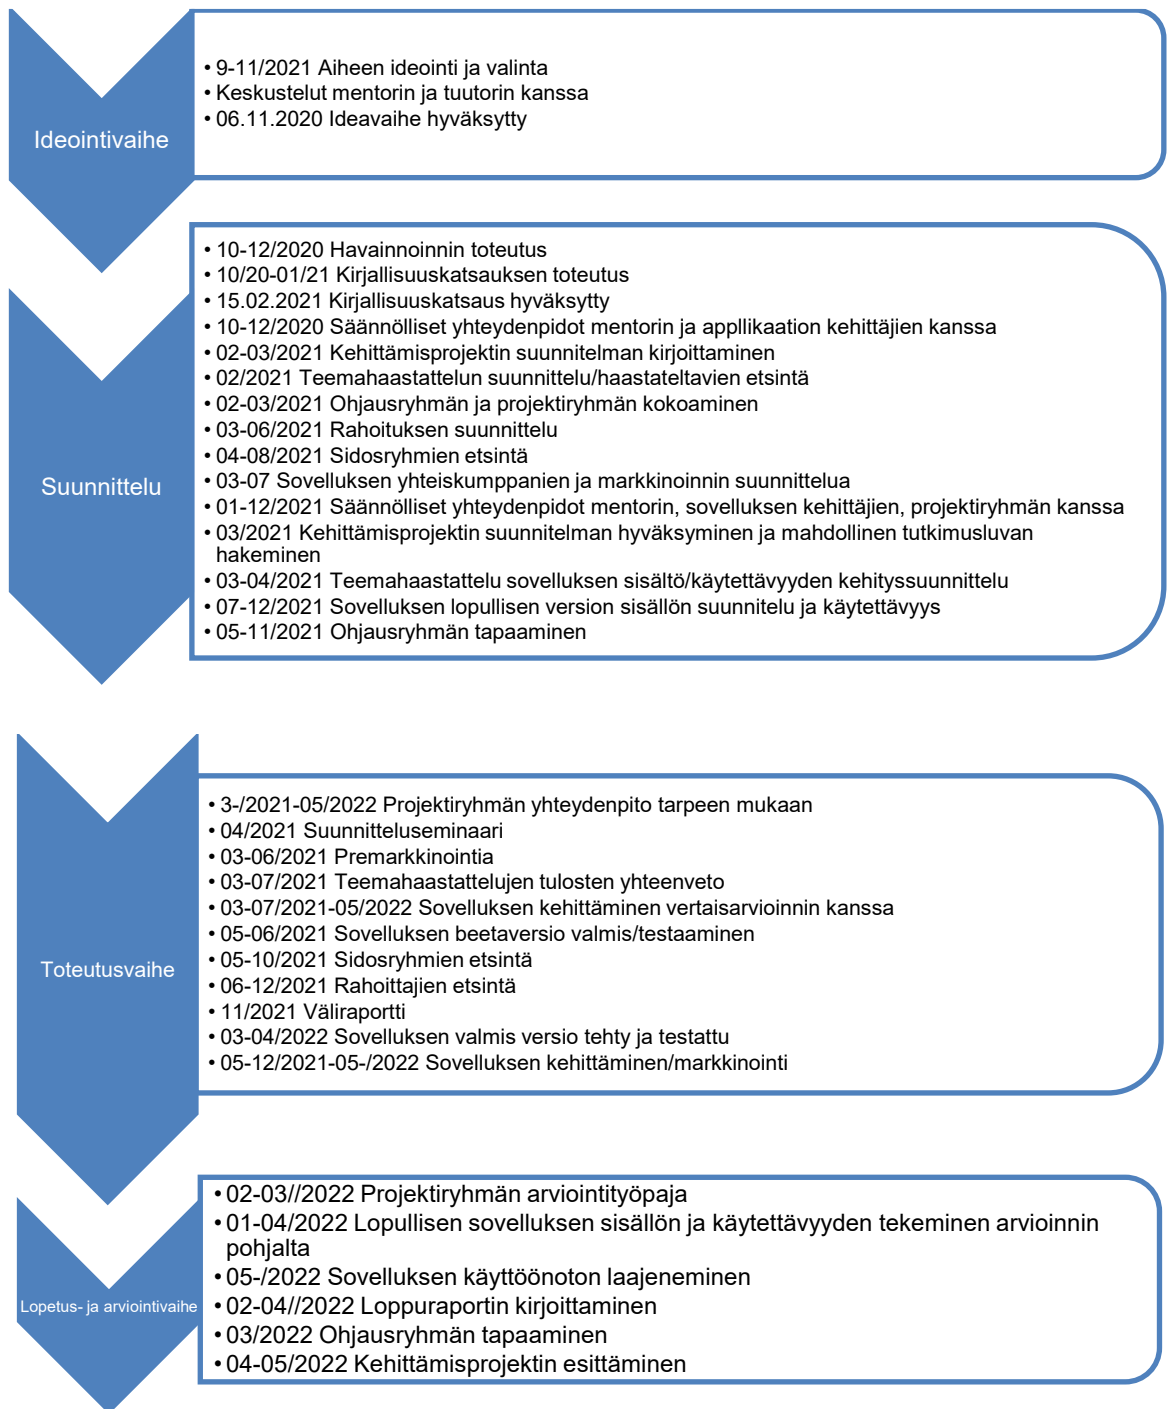 Ideointivaihe
• 9-11/2021 Aiheen ideointi ja valinta
• Keskustelut mentorin ja tuutorin kanssa
• 06.11.2020 Ideavaihe hyväksytty
Suunnittelu
• 10-12/2020 Havainnoinnin toteutus
• 10/20-01/21 Kirjallisuuskatsauksen toteutus
• 15.02.2021 Kirjallisuuskatsaus hyväksytty
• 10-12/2020 Säännölliset yhteydenpidot mentorin ja appllikaation kehittäjien kanssa
• 02-03/2021 Kehittämisprojektin suunnitelman kirjoittaminen
• 02/2021 Teemahaastattelun suunnittelu/haastateltavien etsintä
• 02-03/2021 Ohjausryhmän ja projektiryhmän kokoaminen
• 03-06/2021 Rahoituksen suunnittelu
• 04-08/2021 Sidosryhmien etsintä
• 03-07 Sovelluksen yhteiskumppanien ja markkinoinnin suunnittelua
• 01-12/2021 Säännölliset yhteydenpidot mentorin, sovelluksen kehittäjien, projektiryhmän kanssa
• 03/2021 Kehittämisprojektin suunnitelman hyväksyminen ja mahdollinen tutkimusluvan
hakeminen
• 03-04/2021 Teemahaastattelu sovelluksen sisältö/käytettävyyden kehityssuunnittelu
• 07-12/2021 Sovelluksen lopullisen version sisällön suunnitelu ja käytettävyys
• 05-11/2021 Ohjausryhmän tapaaminen
Toteutusvaihe
• 3-/2021-05/2022 Projektiryhmän yhteydenpito tarpeen mukaan
• 04/2021 Suunnitteluseminaari
• 03-06/2021 Premarkkinointia
• 03-07/2021 Teemahaastattelujen tulosten yhteenveto
• 03-07/2021-05/2022 Sovelluksen kehittäminen vertaisarvioinnin kanssa
• 05-06/2021 Sovelluksen beetaversio valmis/testaaminen
• 05-10/2021 Sidosryhmien etsintä
• 06-12/2021 Rahoittajien etsintä
• 11/2021 Väliraportti
• 03-04/2022 Sovelluksen valmis versio tehty ja testattu
• 05-12/2021-05-/2022 Sovelluksen kehittäminen/markkinointi
Lopetus- ja arviointivaihe
• 02-03//2022 Projektiryhmän arviointityöpaja
• 01-04/2022 Lopullisen sovelluksen sisällön ja käytettävyyden tekeminen arvioinnin
pohjalta
• 05-/2022 Sovelluksen käyttöönoton laajeneminen
• 02-04//2022 Loppuraportin kirjoittaminen
• 03/2022 Ohjausryhmän tapaaminen
• 04-05/2022 Kehittämisprojektin esittäminen